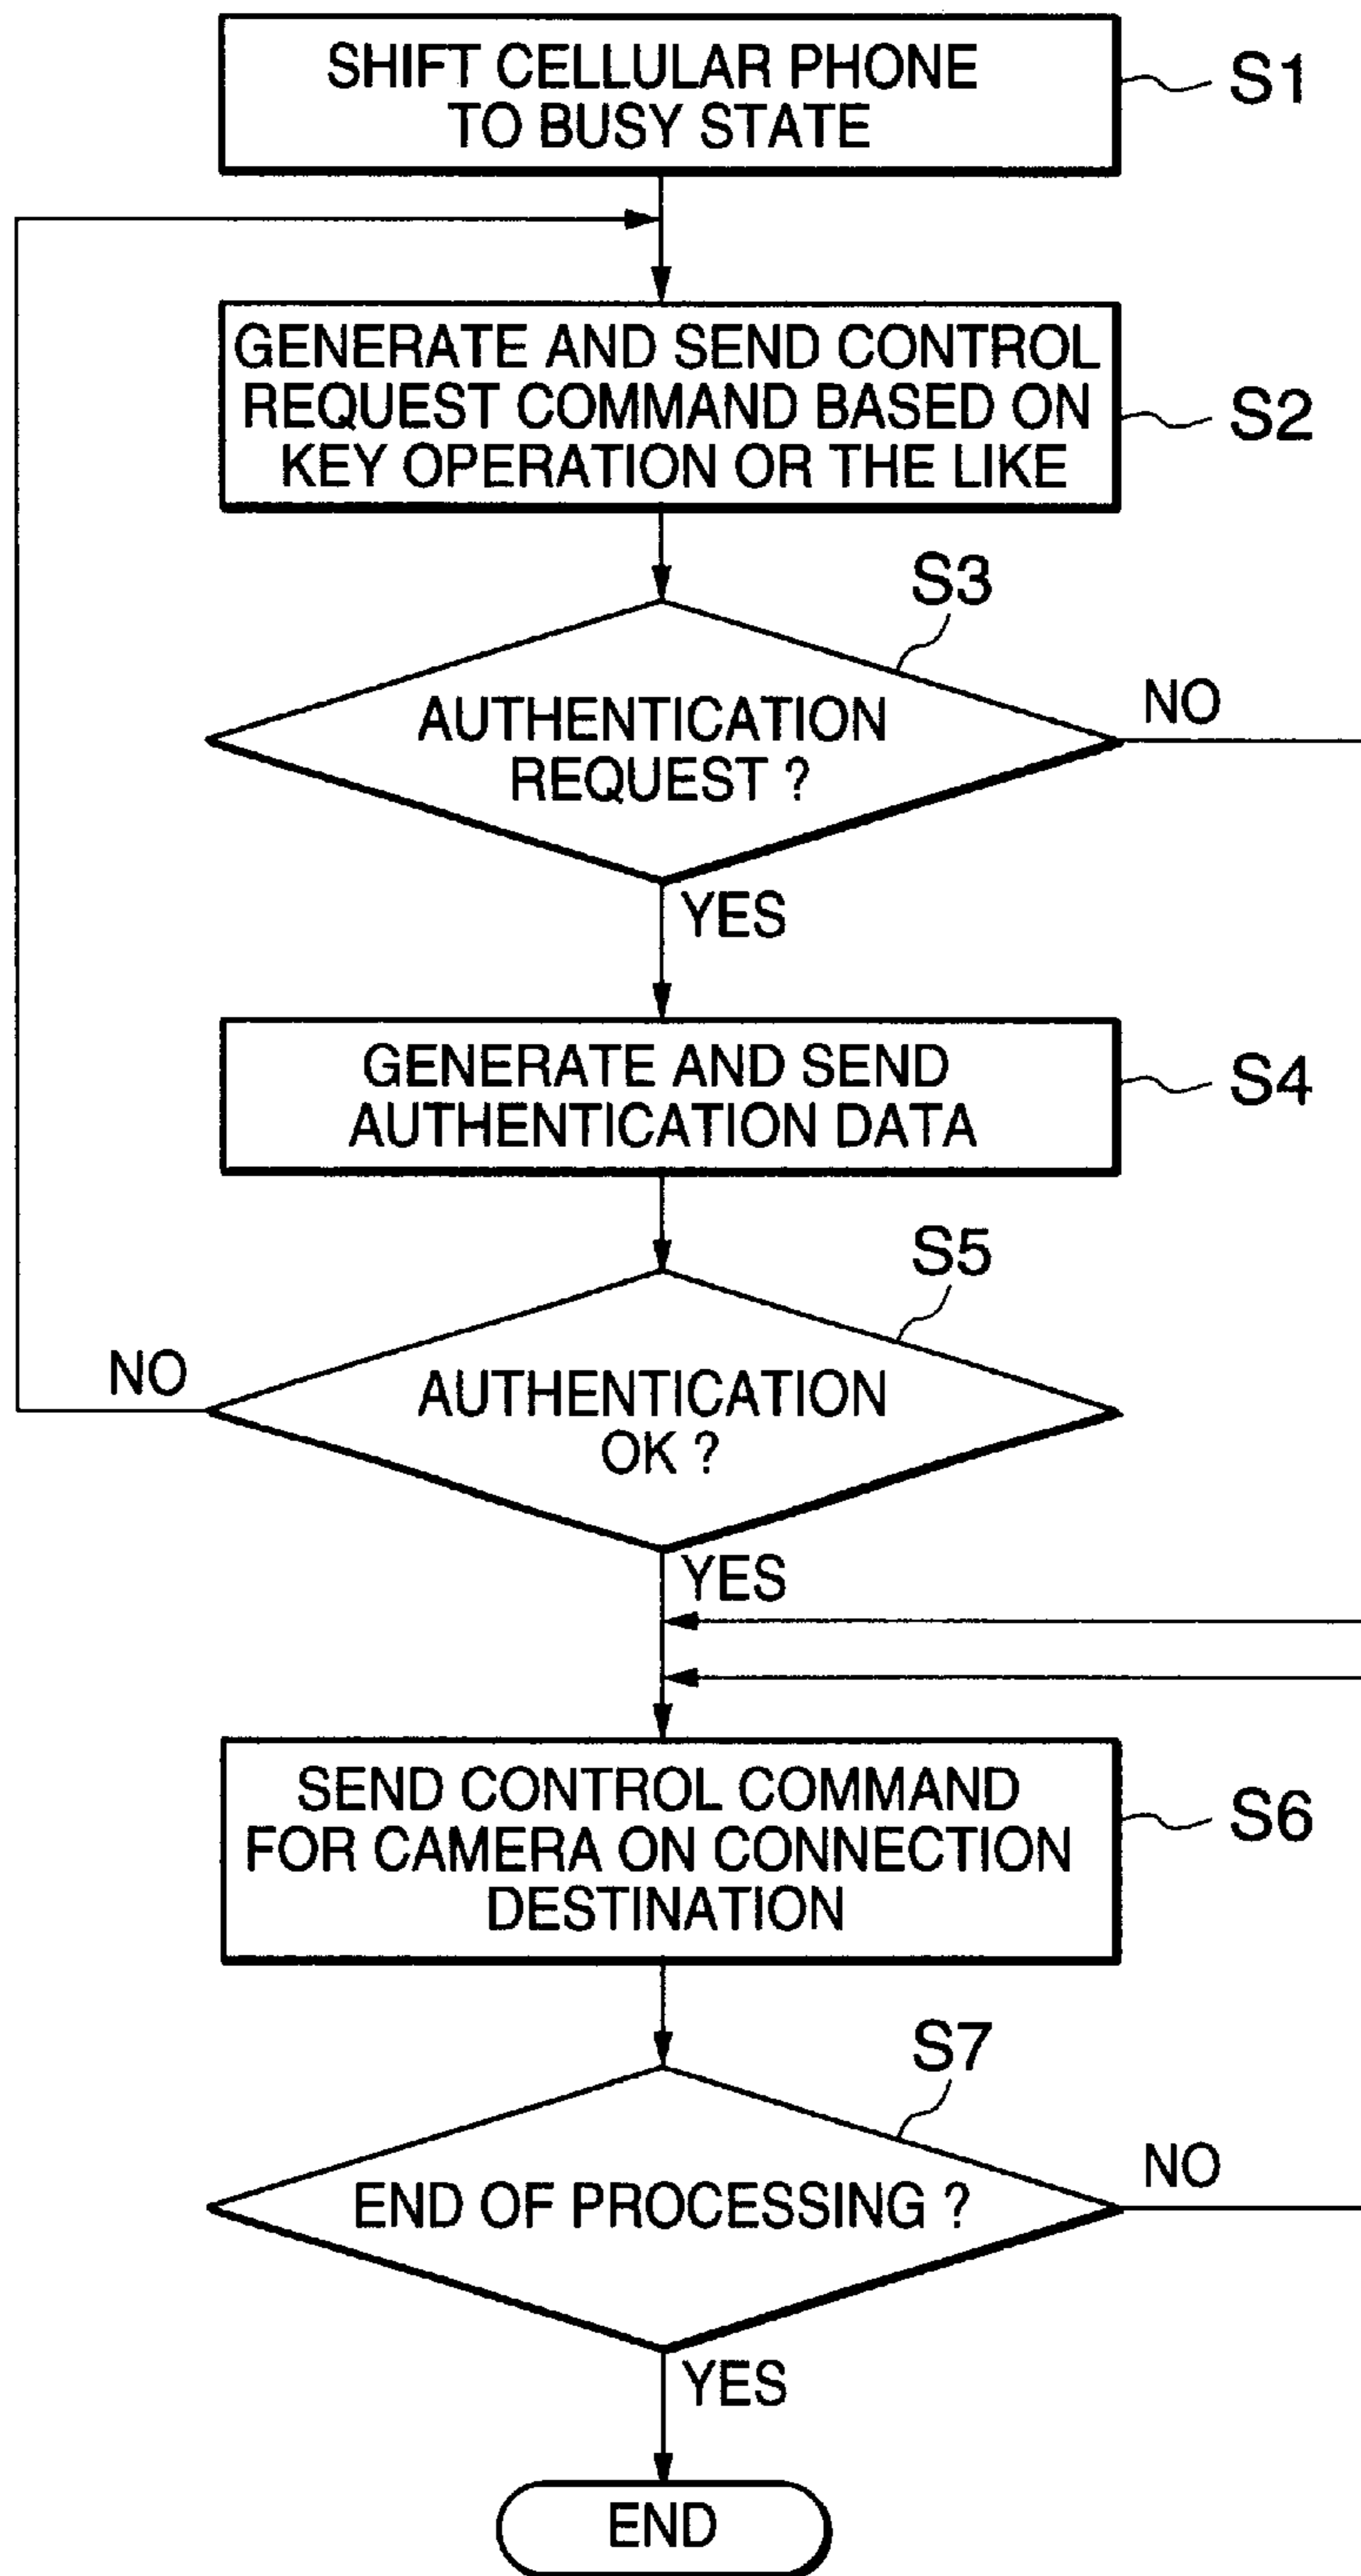 SHIFT CELLULAR PHONE
TO BUSY STATE
S1
GENERATE AND SEND CONTROL
REQUEST COMMAND BASED ON
KEY OPERATION OR THE LIKE
S2
S3
AUTHENTICATION
REQUEST ?
NO
YES
GENERATE AND SEND
AUTHENTICATION DATA
S4
S5
AUTHENTICATION
OK ?
NO
YES
SEND CONTROL COMMAND
FOR CAMERA ON CONNECTION
DESTINATION
S6
S7
END OF PROCESSING ?
NO
YES
END